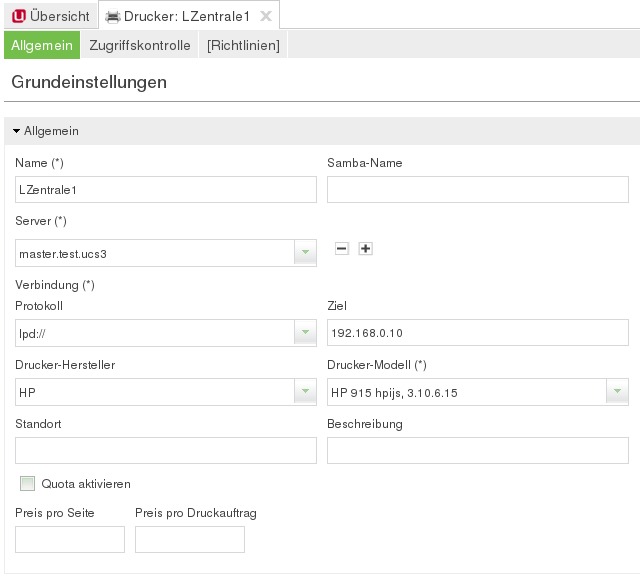 Übersicht Drucker: LZentrale1
Allgemein Zugriffskontrolle [Richtlinien]
Grundeinstellungen
Allgemein
Name (*) Samba-Name
LZentrale1
Server (*)
master.test.ucs3
Verbindung (*)
Protokoll Ziel
lpd:// 192.168.0.10
Drucker-Hersteller Drucker-Modell (*)
HP HP 915 hpijs, 3.10.6.15
Standort Beschreibung
Quota aktivieren
Preis pro Seite Preis pro Druckauftrag